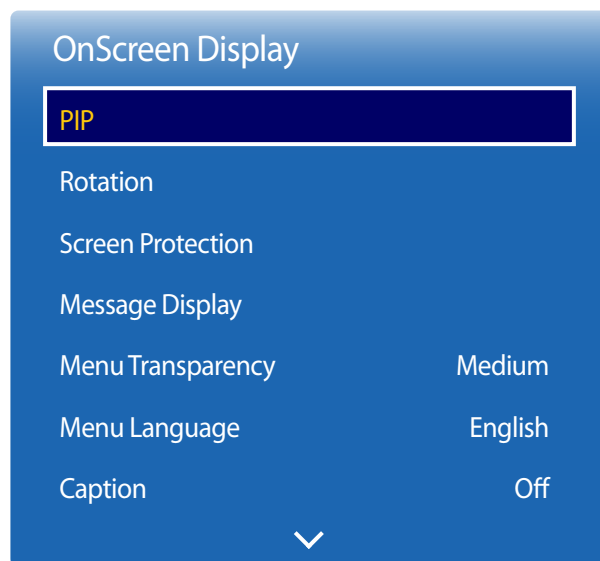 OnScreen Display
PIP
Rotation
Screen Protection
Message Display
Menu Transparency Medium
Menu Language English
Caption Off